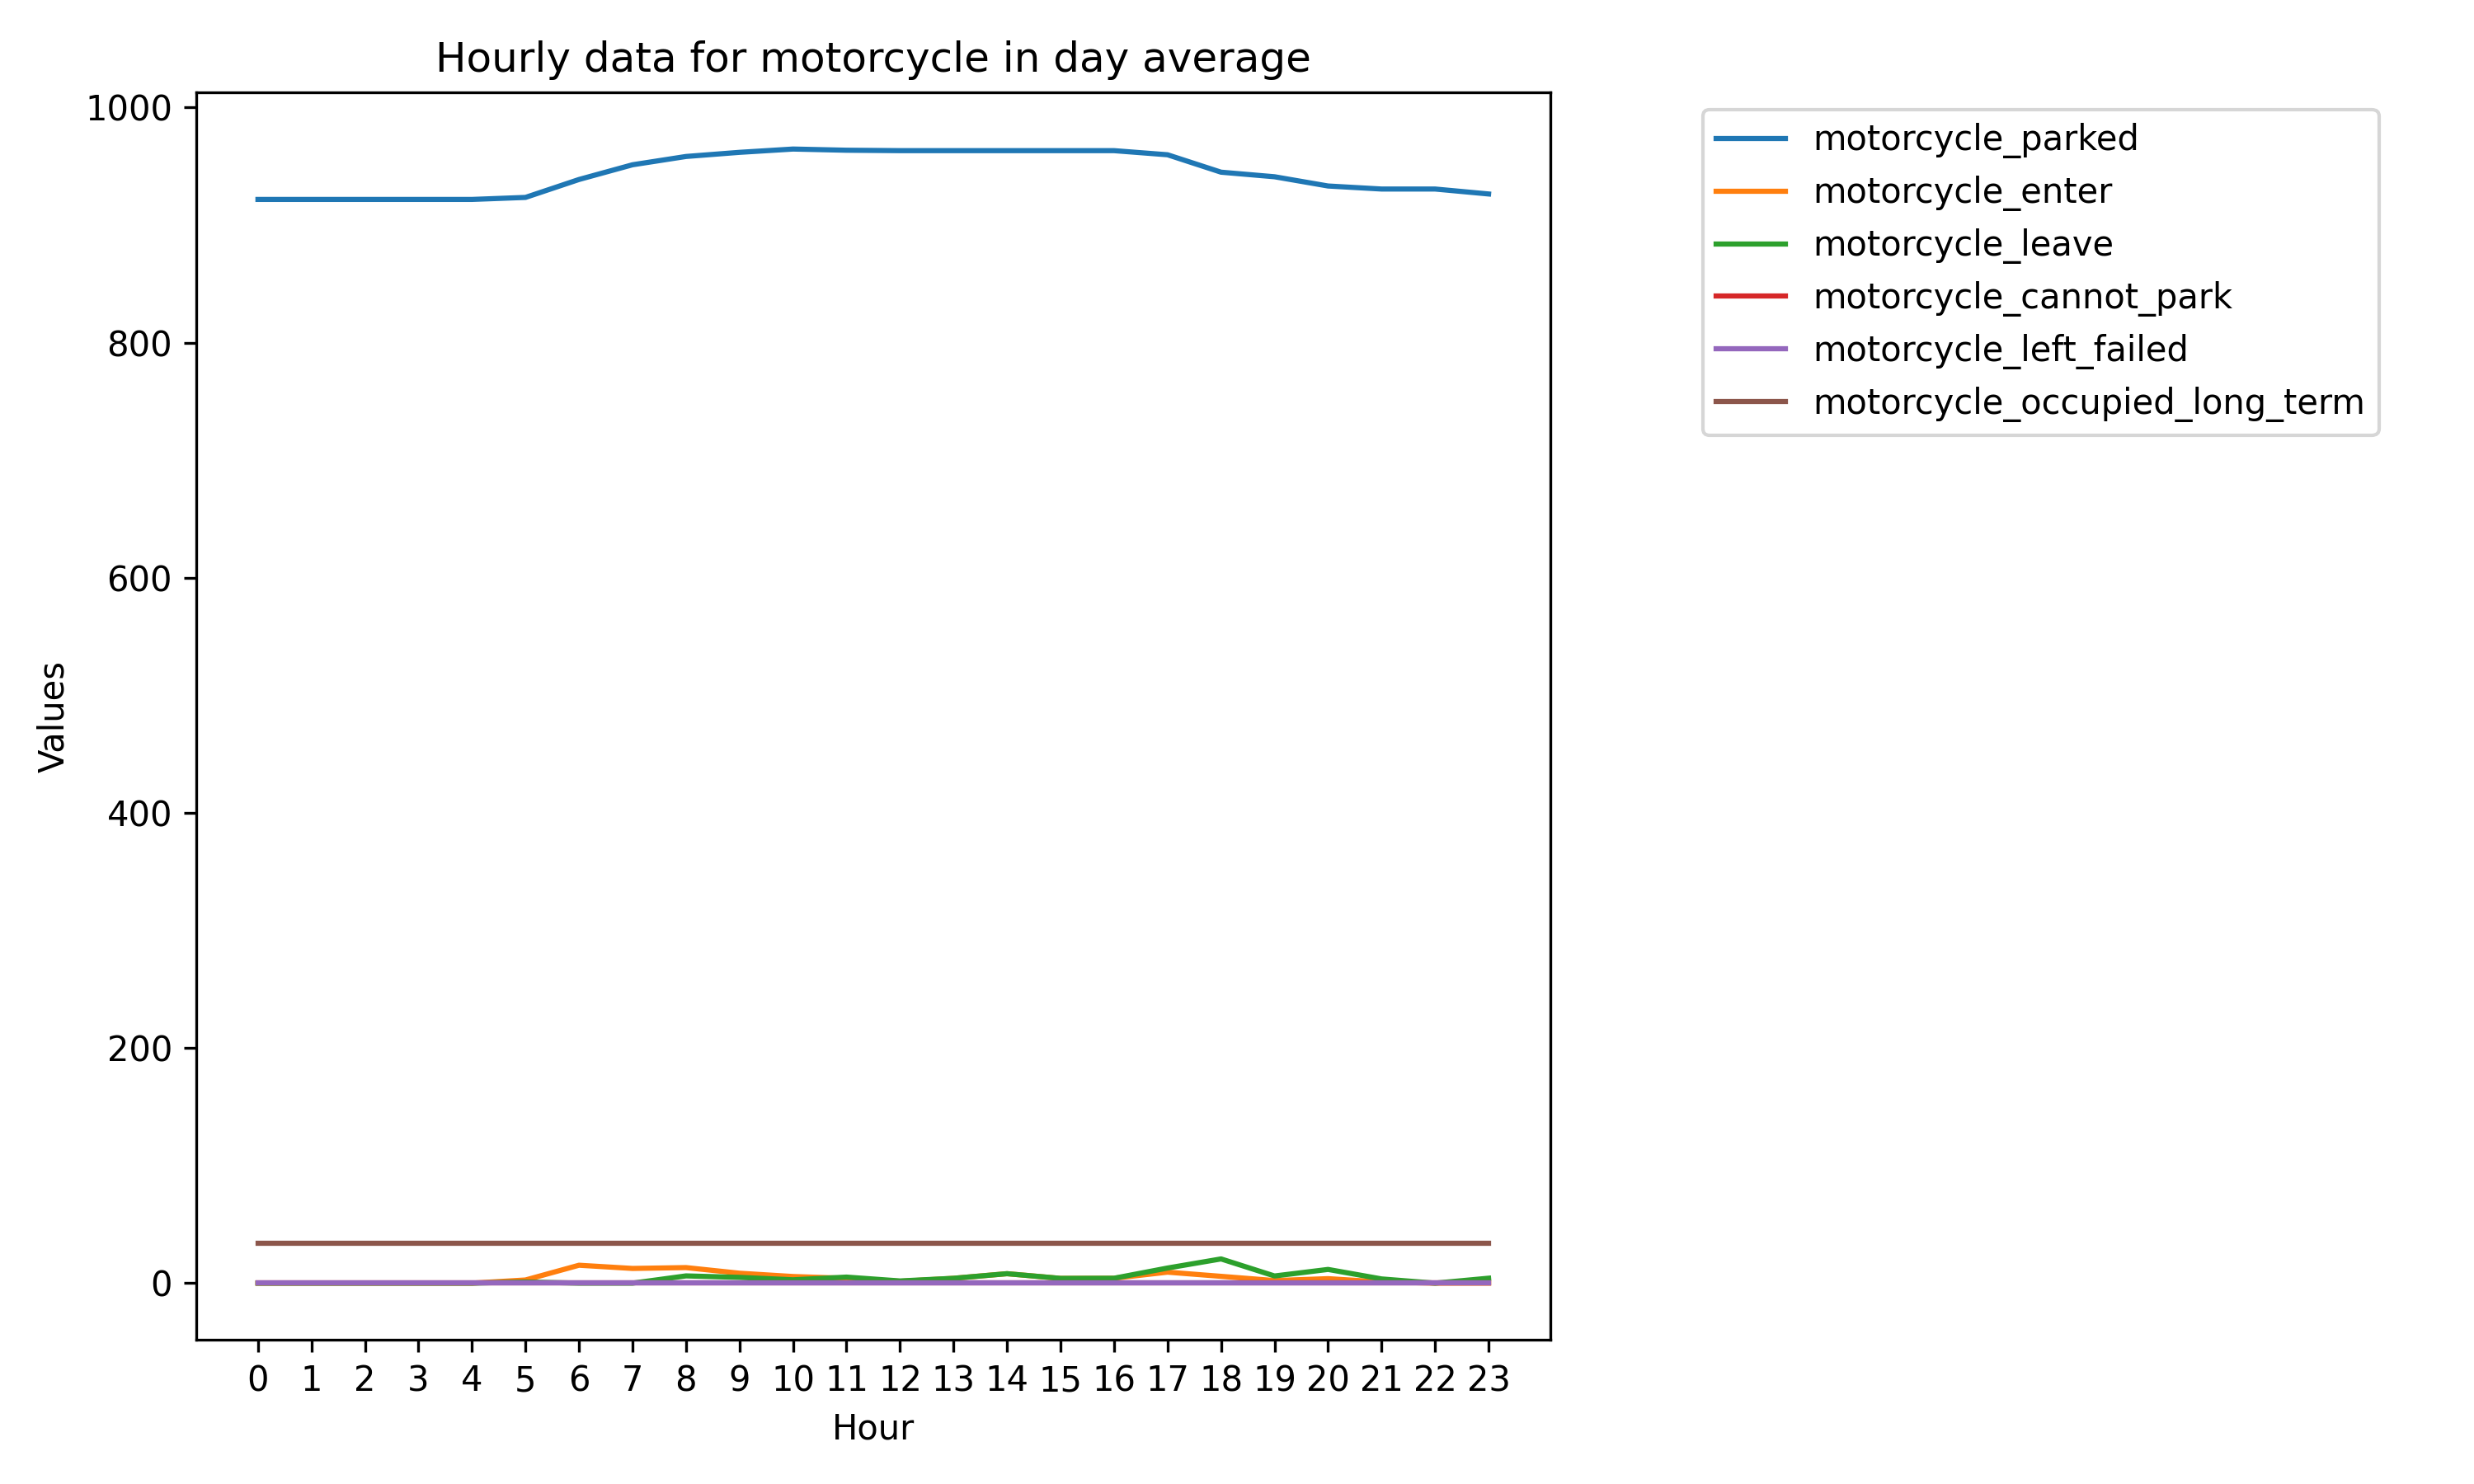 Hourly data for motorcycle in day average
1000
800
600
400
200
0
Values
0 1 2 3 4 5 6 7 8 9 10 11 12 13 14 15 16 17 18 19 20 21 22 23
Hour
motorcycle_parked
motorcycle_enter
motorcycle_leave
motorcycle_cannot_park
motorcycle_left_failed
motorcycle_occupied_long_term